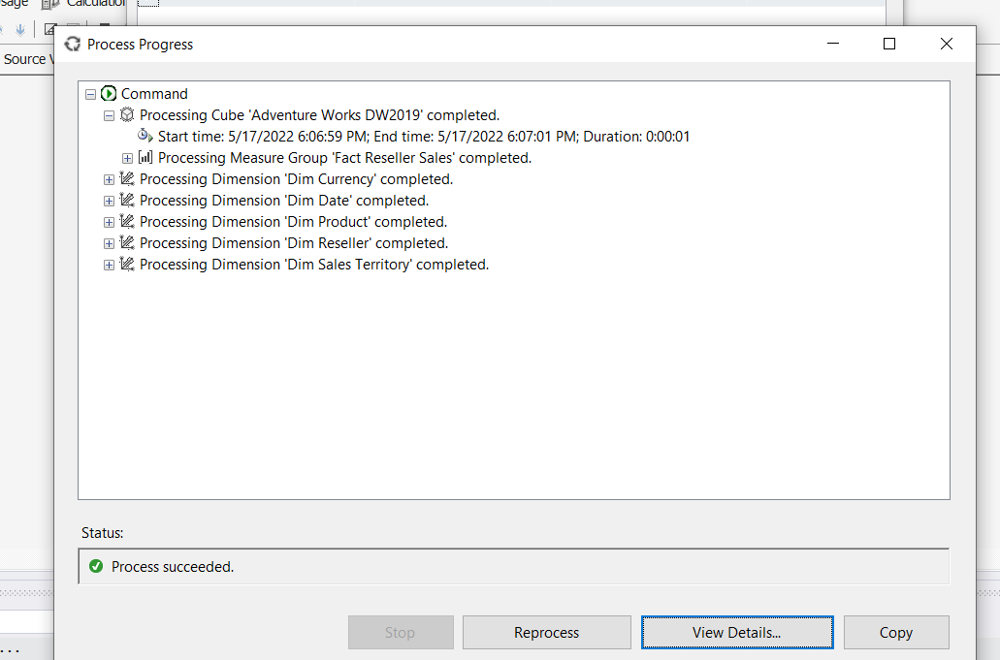 Process Progress
Command
Processing Cube 'Adventure Works DW2019' completed.
Start time: 5/17/2022 6:06:59 PM; End time: 5/17/2022 6:07:01 PM; Duration: 0:00:01
Processing Measure Group 'Fact Reseller Sales' completed.
Processing Dimension 'Dim Currency' completed.
Processing Dimension 'Dim Date' completed.
Processing Dimension 'Dim Product' completed.
Processing Dimension 'Dim Reseller' completed.
Processing Dimension 'Dim Sales Territory' completed.
Source
Status:
Process succeeded.
Stop Reprocess View Details... Copy
...